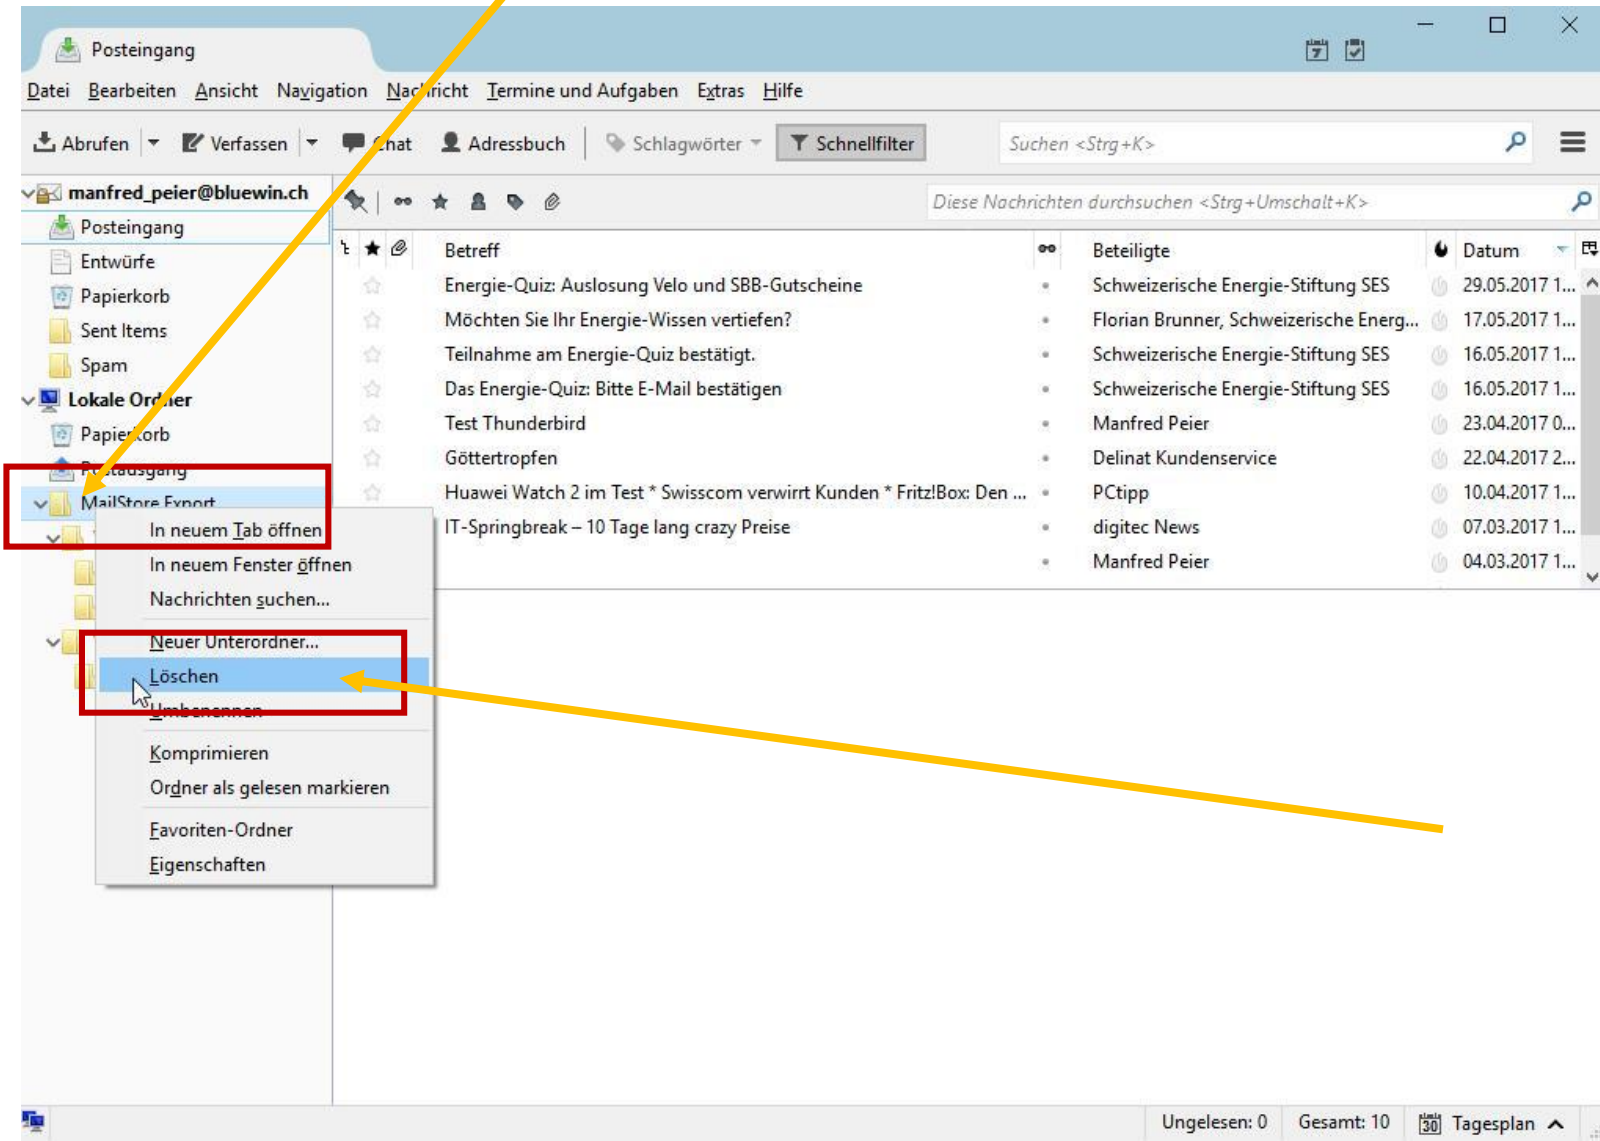 Posteingang
Datei Bearbeiten Ansicht Navigation Nachricht Termine und Aufgaben Extras Hilfe
Abrufen Verfassen Chat Adressbuch Schlagwörter Schnellfilter Suchen <Strg+K>
manfred_peier@bluewin.ch
Diese Nachrichten durchsuchen <Strg+Umschalt+K>
Posteingang
Entwürfe
Papierkorb
Sent Items
Spam
Lokale Ordner
Papierkorb
Postausgang
MailStore Export
Betreff Beteiligte Datum
Energie-Quiz: Auslosung Velo und SBB-Gutscheine Schweizerische Energie-Stiftung SES 29.05.2017 1...
Möchten Sie Ihr Energie-Wissen vertiefen? Florian Brunner, Schweizerische Energ... 17.05.2017 1...
Teilnahme am Energie-Quiz bestätigt. Schweizerische Energie-Stiftung SES 16.05.2017 1...
Das Energie-Quiz: Bitte E-Mail bestätigen Schweizerische Energie-Stiftung SES 16.05.2017 1...
Test Thunderbird Manfred Peier 23.04.2017 0...
Göttertropfen Delinat Kundenservice 22.04.2017 2...
Huawei Watch 2 im Test * Swisscom verwirrt Kunden * Fritz!Box: Den ... PCtipp 10.04.2017 1...
IT-Springbreak – 10 Tage lang crazy Preise digitec News 07.03.2017 1...
Manfred Peier 04.03.2017 1...
In neuem Tab öffnen
In neuem Fenster öffnen
Nachrichten suchen...
Neuer Unterordner...
Löschen
Umbenennen
Komprimieren
Ordner als gelesen markieren
Favoriten-Ordner
Eigenschaften
Ungelesen: 0 Gesamt: 10 30 Tagesplan